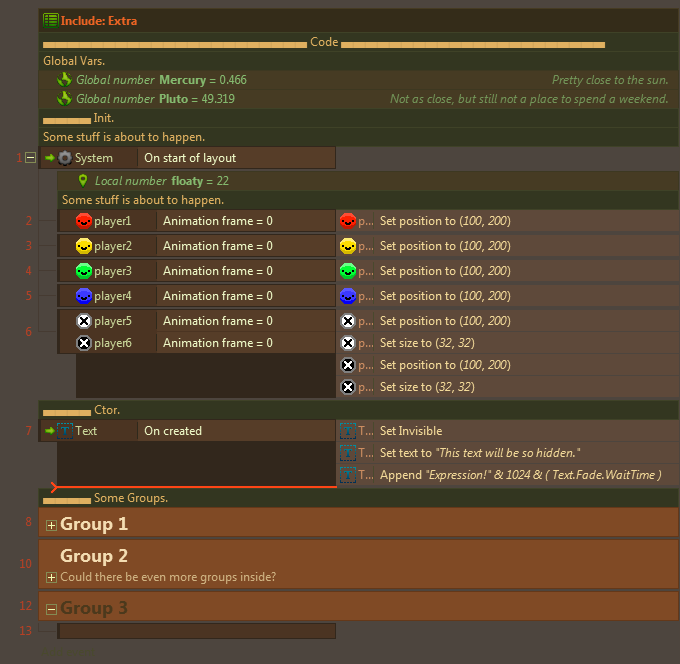 Include: Extra
Code
Global Vars.
Global number Mercury = 0.466 Pretty close to the sun.
Global number Pluto = 49.319 Not as close, but still not a place to spend a weekend.
Init.
Some stuff is about to happen.
1 System On start of layout
Local number floaty = 22
Some stuff is about to happen.
2 player1 Animation frame = 0 p... Set position to (100, 200)
3 player2 Animation frame = 0 p... Set position to (100, 200)
4 player3 Animation frame = 0 p... Set position to (100, 200)
5 player4 Animation frame = 0 p... Set position to (100, 200)
6 player5 Animation frame = 0 p... Set position to (100, 200)
player6 Animation frame = 0 p... Set size to (32, 32)
p... Set position to (100, 200)
p... Set size to (32, 32)
Ctor.
7 Text On created T... Set Invisible
T... Set text to "This text will be so hidden."
T... Append "Expression!" & 1024 & ( Text.Fade.WaitTime )
Some Groups.
8 Group 1
Group 2
10 Could there be even more groups inside?
12 Group 3
13